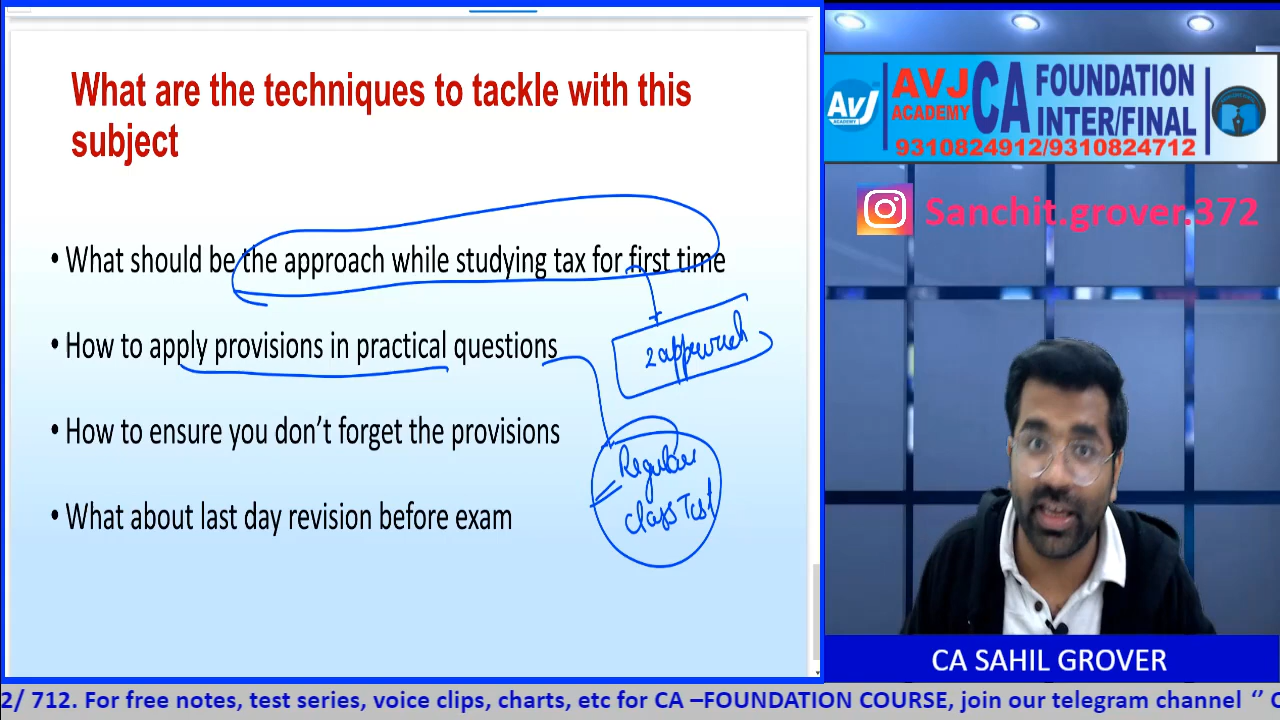 What are the techniques to tackle with this
subject
• What should be the approach while studying tax for first time
• How to apply provisions in practical questions
2 approach
• How to ensure you don't forget the provisions
Regular
Class Test
• What about last day revision before exam
AVJ
ACADEMY
AVJ
ACADEMY
CA
FOUNDATION
INTER/FINAL
9310824912/9310824712
Sanchit.grover.372
CA SAHIL GROVER
2/ 712. For free notes, test series, voice clips, charts, etc for CA –FOUNDATION COURSE, join our telegram channel “ C